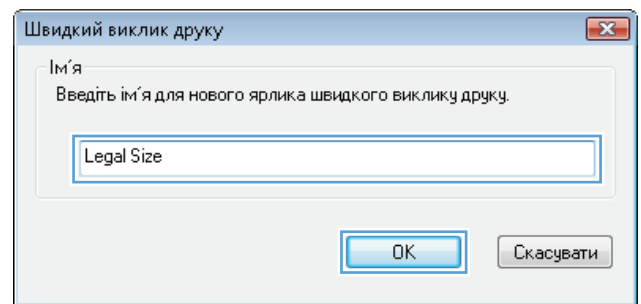 Швидкий виклик друку
Ім´я
Введіть ім´я для нового ярлика швидкого виклику друку.
Legal Size
OK
Скасувати